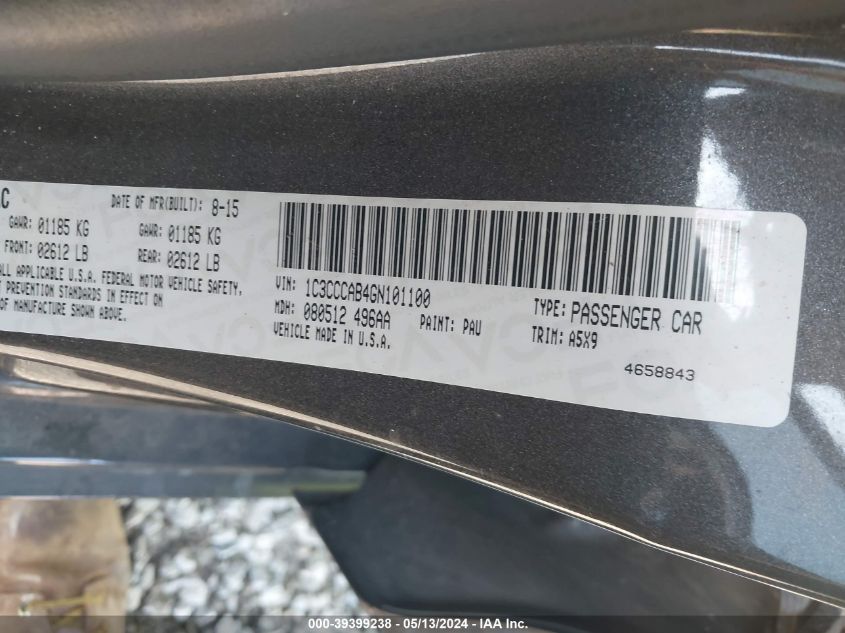 C
DATE OF MFR(BUILT): 8-15
GAWR: 01185 KG GAWR: 01185 KG
FRONT: 02612 LB REAR: 02612 LB
ALL APPLICABLE U.S.A. FEDERAL MOTOR VEHICLE SAFETY,
PREVENTION STANDARDS IN EFFECT
OF MANUFACTURE SHOWN ABOVE.
VIN: 1C3CCCAB4GN101100
TYPE: PASSENGER CAR
MDH: 080512 496AA PAINT: PAU
TRIM: A5X9
VEHICLE MADE IN U.S.A.
4658843
000-39399238 - 05/13/2024 - IAA Inc.